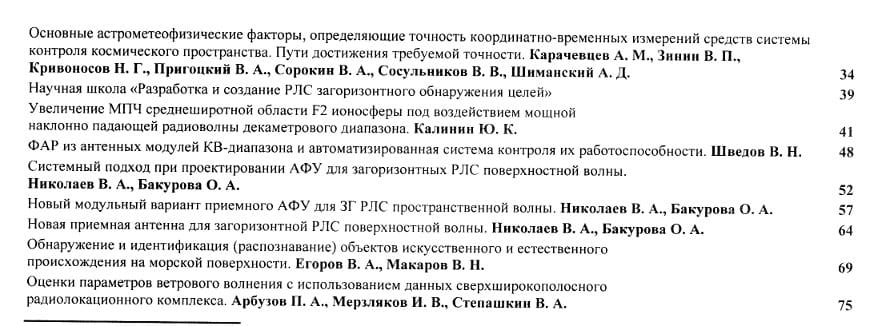 Основные астрометеофизические факторы, определяющие точность координатно-временных измерений средств системы
контроля космического пространства. Пути достижения требуемой точности. Карачевцев А. М., Зинин В. П.,
Кривоносов Н. Г., Пригоцкий В. А., Сорокин В. А., Сосульников В. В., Шиманский А. Д. 34
Научная школа «Разработка и создание РЛС загоризонтного обнаружения целей» 39
Увеличение МПЧ среднеширотной области F2 ионосферы под воздействием мощной
наклонно падающей радиоволны декаметрового диапазона. Калинин Ю. К. 41
ФАР из антенных модулей КВ-диапазона и автоматизированная система контроля их работоспособности. Шведов В. Н. 48
Системный подход при проектировании АФУ для загоризонтных РЛС поверхностной волны.
Николаев В. А., Бакурова О. А. 52
Новый модульный вариант приемного АФУ для ЗГ РЛС пространственной волны. Николаев В. А., Бакурова О. А. 57
Новая приемная антенна для загоризонтной РЛС поверхностной волны. Николаев В. А., Бакурова О. А. 64
Обнаружение и идентификация (распознавание) объектов искусственного и естественного
происхождения на морской поверхности. Егоров В. А., Макаров В. Н. 69
Оценки параметров ветрового волнения с использованием данных сверхширокополосного
радиолокационного комплекса. Арбузов П. А., Мерзляков И. В., Степашкин В. А. 75